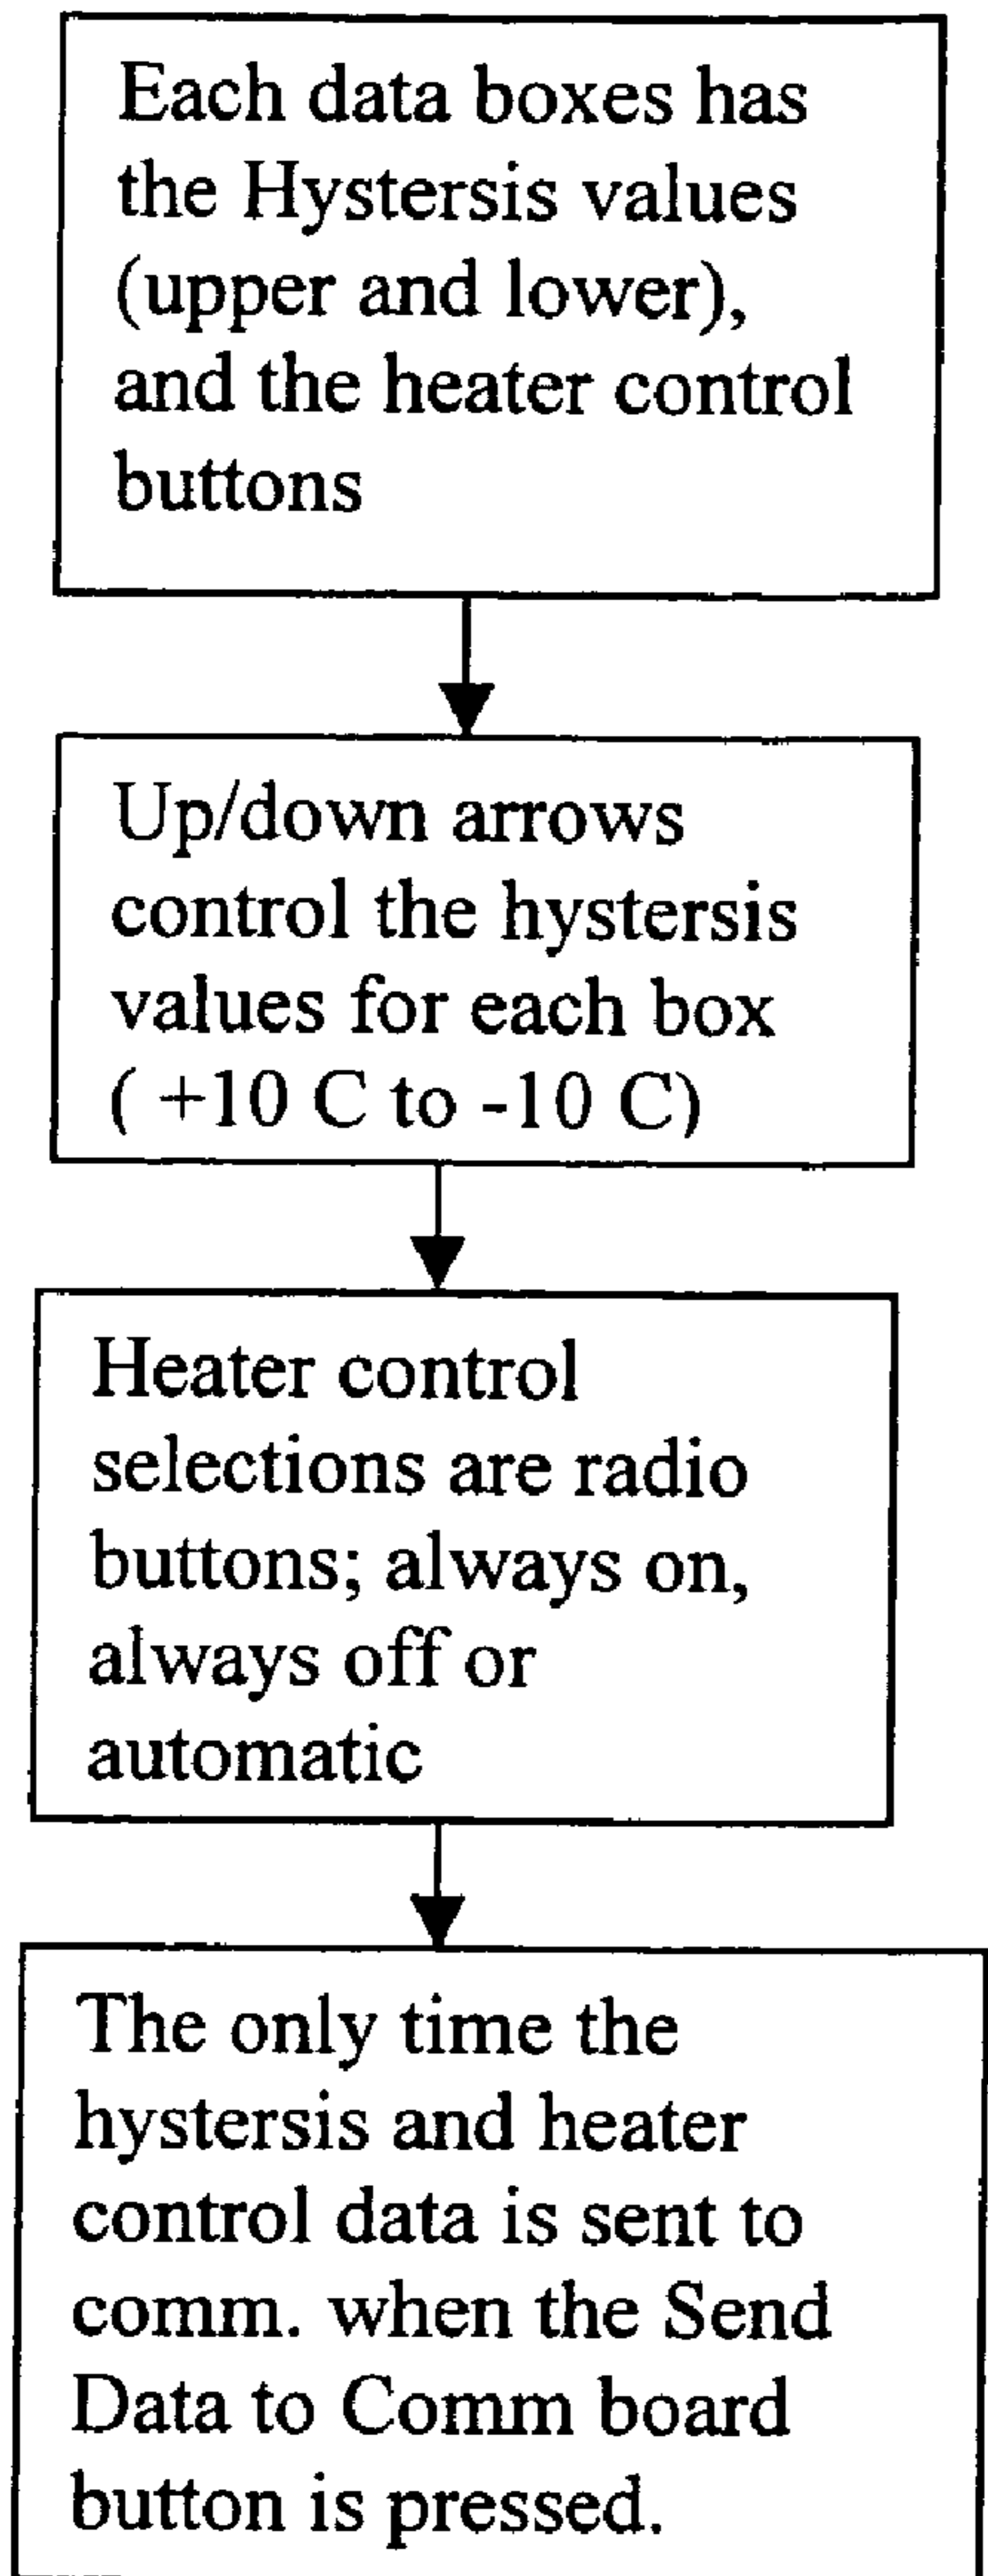 Each data boxes has
the Hystersis values
(upper and lower),
and the heater control
buttons
Up/down arrows
control the hystersis
values for each box
( +10 C to -10 C)
Heater control
selections are radio
buttons; always on,
always off or
automatic
The only time the
hystersis and heater
control data is sent to
comm. when the Send
Data to Comm board
button is pressed.